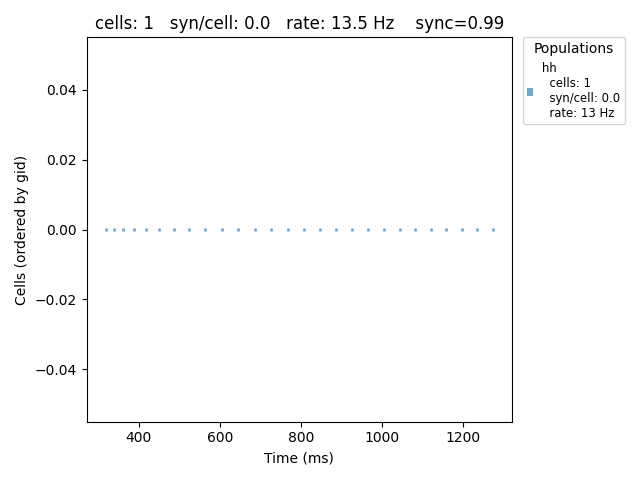 cells: 1   syn/cell: 0.0   rate: 13.5 Hz    sync=0.99
Populations
hh
cells: 1
syn/cell: 0.0
rate: 13 Hz
0.04
0.02
0.00
−0.02
−0.04
Cells (ordered by gid)
400 600 800 1000 1200
Time (ms)